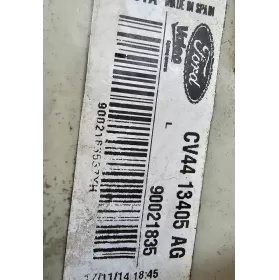 MADE IN SPAIN
Ford
Valeo
L
CV44 13405 AG
90021835
17/11/14 18:45